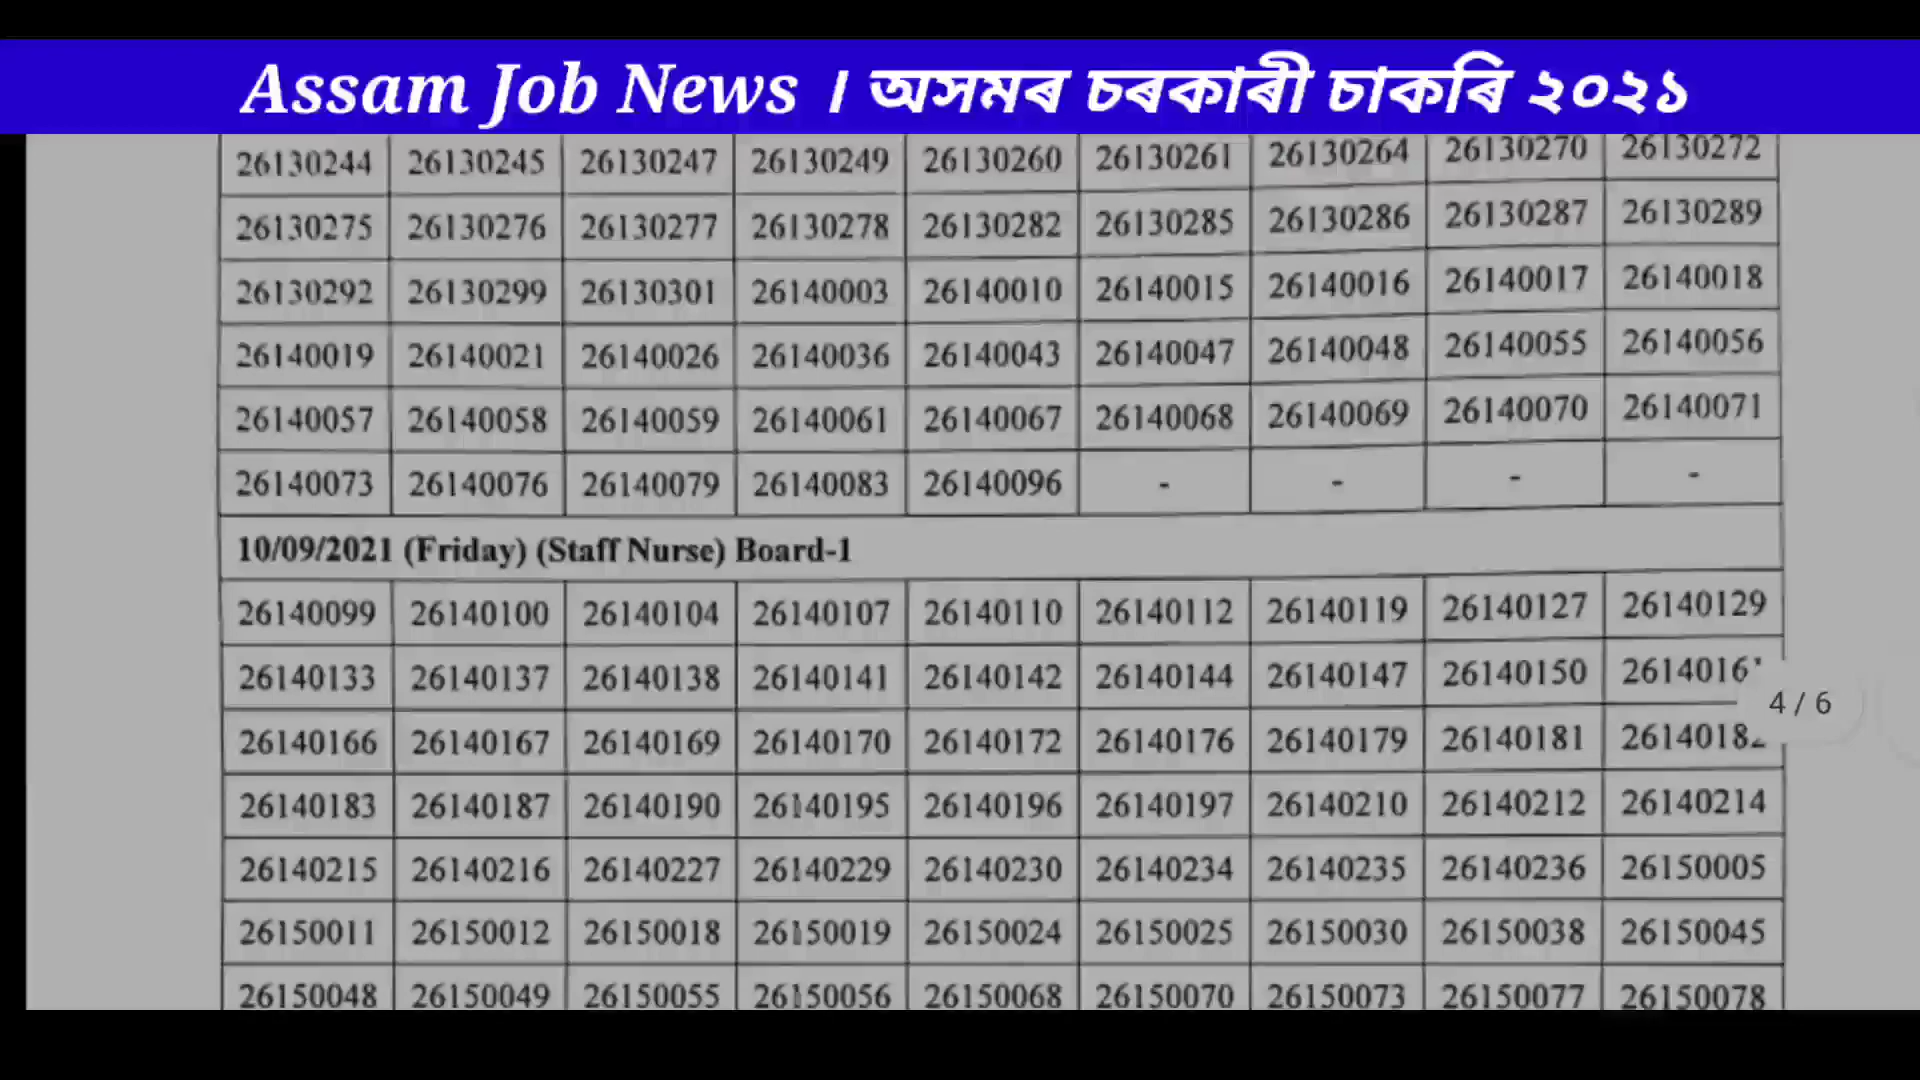 Assam Job News । অসমৰ চৰকাৰী চাকৰি ২০২১
26130244 26130245 26130247 26130249 26130260 26130261 26130264 26130270 26130272
26130275 26130276 26130277 26130278 26130282 26130285 26130286 26130287 26130289
26130292 26130299 26130301 26140003 26140010 26140015 26140016 26140017 26140018
26140019 26140021 26140026 26140036 26140043 26140047 26140048 26140055 26140056
26140057 26140058 26140059 26140061 26140067 26140068 26140069 26140070 26140071
26140073 26140076 26140079 26140083 26140096 - - - -
10/09/2021 (Friday) (Staff Nurse) Board-1
26140099 26140100 26140104 26140107 26140110 26140112 26140119 26140127 26140129
26140133 26140137 26140138 26140141 26140142 26140144 26140147 26140150
4 / 6
26140166 26140167 26140169 26140170 26140172 26140176 26140179 26140181 26140182
26140183 26140187 26140190 26140195 26140196 26140197 26140210 26140212 26140214
26140215 26140216 26140227 26140229 26140230 26140234 26140235 26140236 26150005
26150011 26150012 26150018 26150019 26150024 26150025 26150030 26150038 26150045
26150048 26150049 26150055 26150056 26150068 26150070 26150073 26150077 26150078